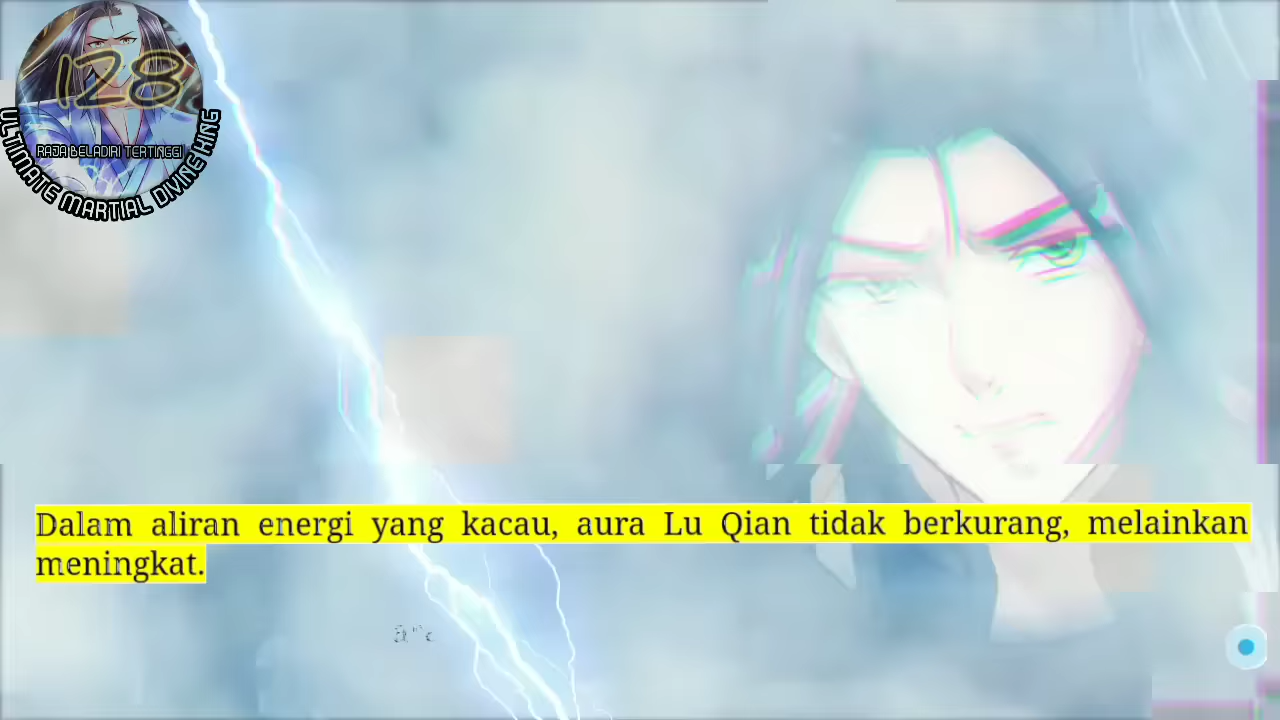 128
RAJA BELADIRI TERTINGGI
ULTIMATE MARTIAL DIVINE KING
Dalam aliran energi yang kacau, aura Lu Qian tidak berkurang, melainkan
meningkat.